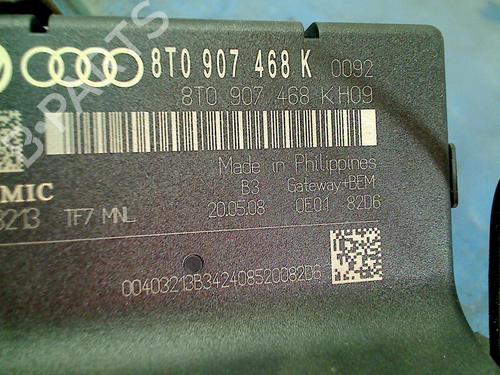 8T0 907 468 K 0092
8T0 907 468 K H09
Made in Philippines
B3 Gateway+BEM
MIC
3213 TF7 MNL 20.05.08 0E01 82D6
00403213B342408520082D6
B-PARTS